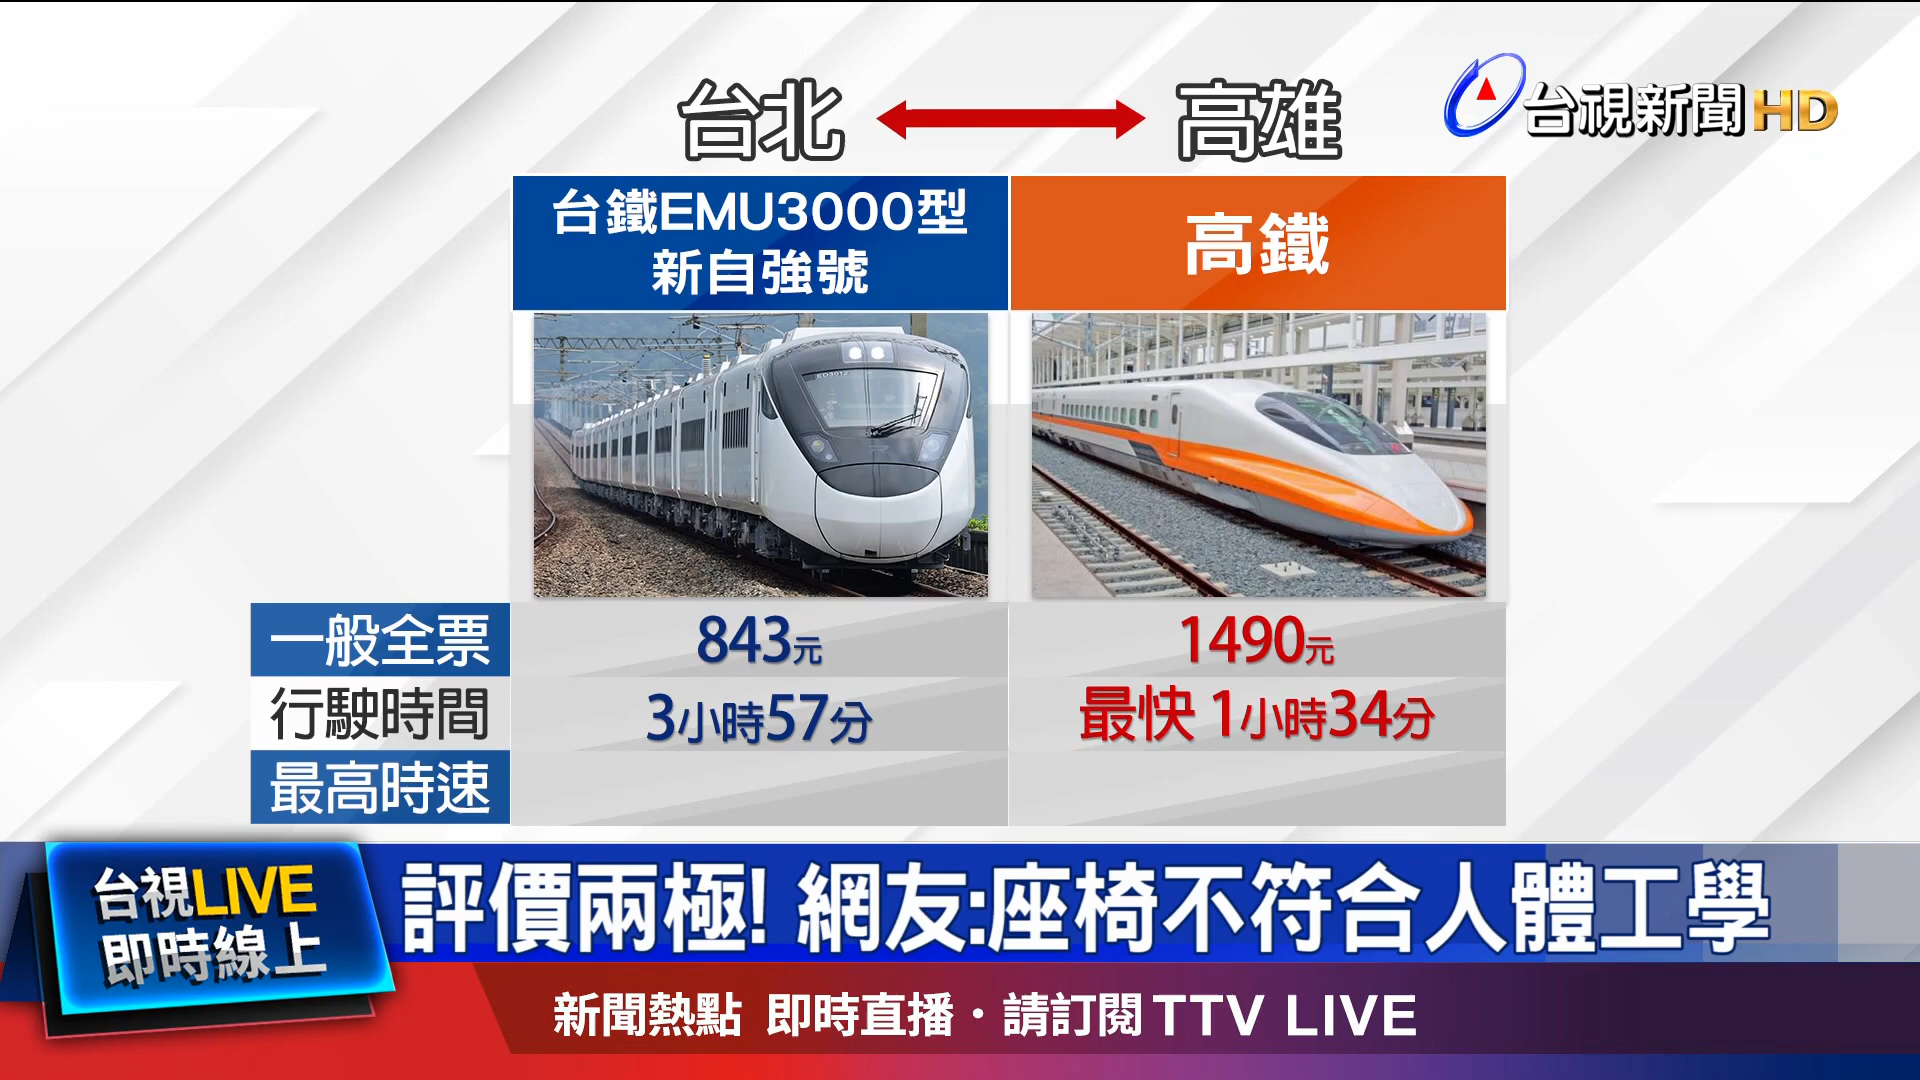 台北 高雄
台視新聞HD
台鐵EMU3000型
新自強號
高鐵
ED3012
一般全票 843元 1490元
行駛時間 3小時57分 最快 1小時34分
最高時速
台視LIVE
即時線上
評價兩極! 網友:座椅不符合人體工學
新聞熱點 即時直播・請訂閱TTV LIVE